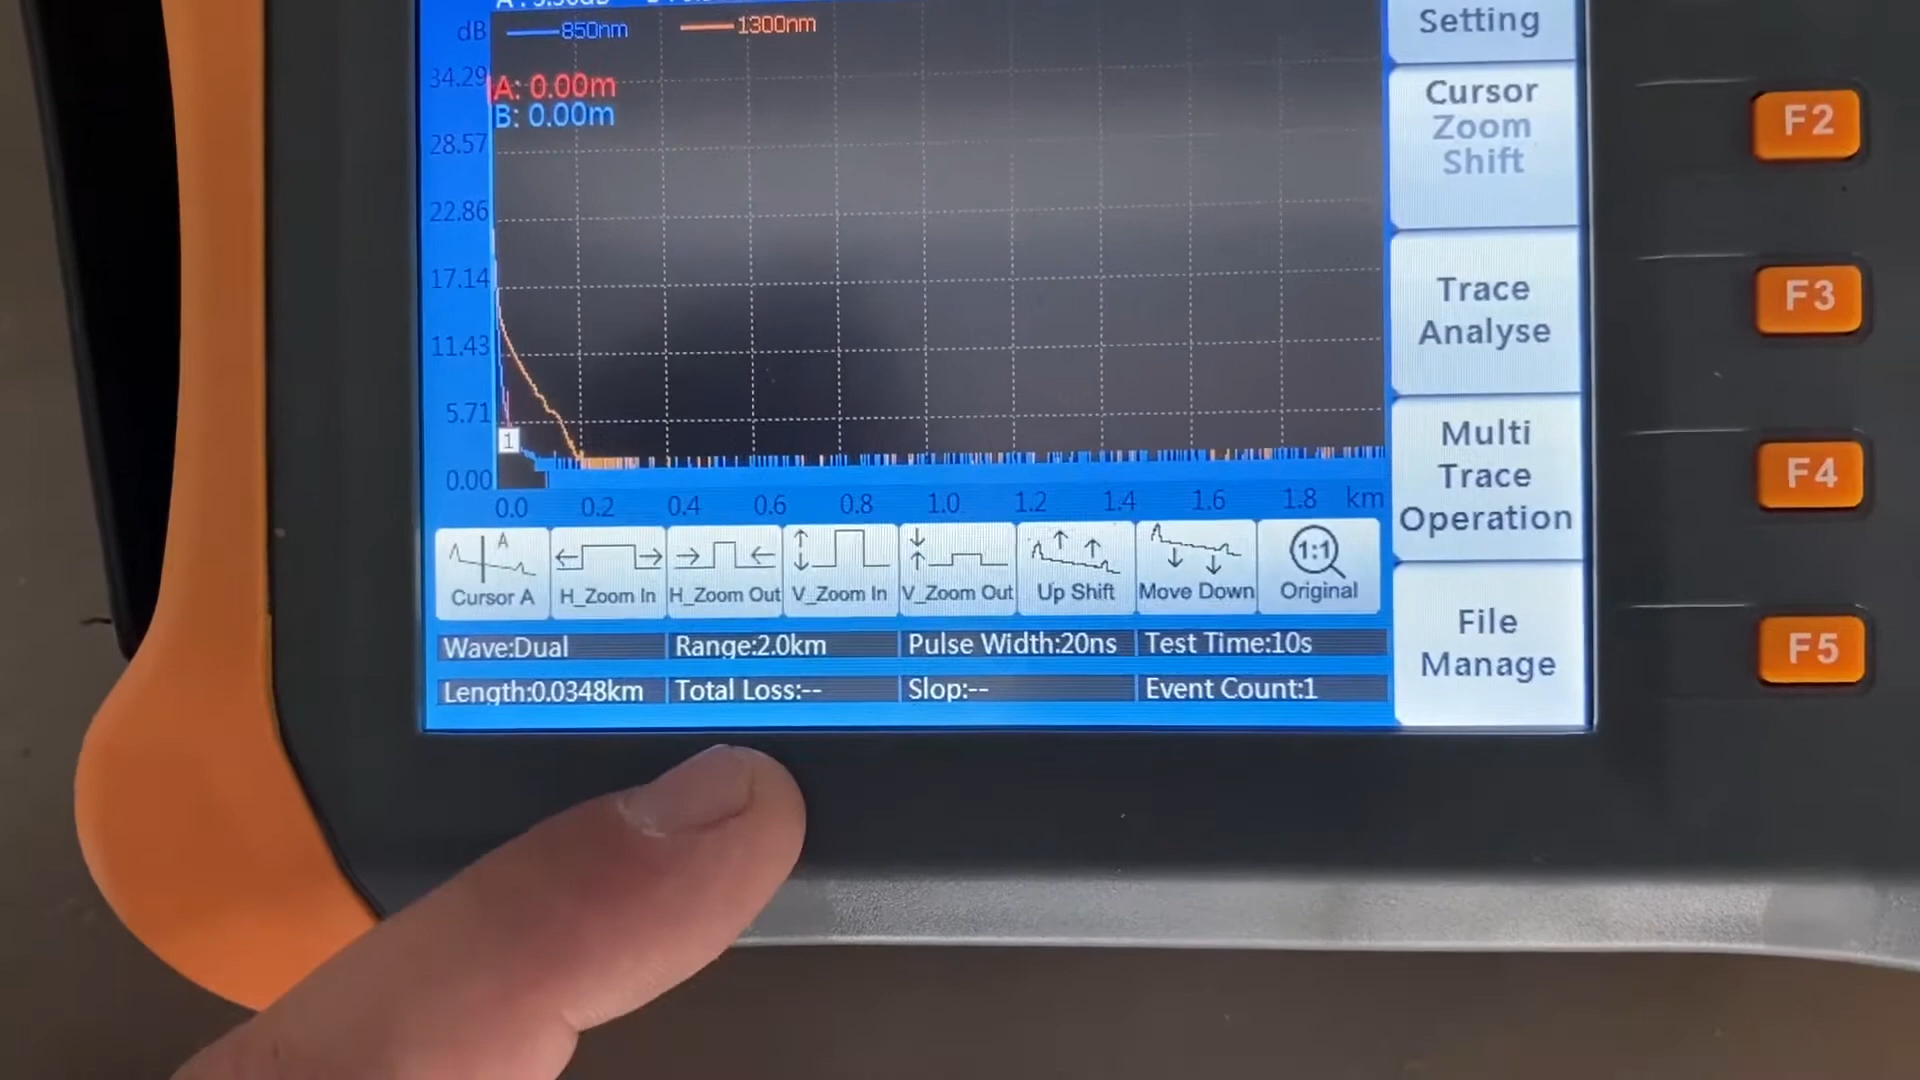 Setting
dB
850nm
1300nm
34.29
A: 0.00m
B: 0.00m
28.57
22.86
17.14
11.43
5.71
1
0.00
0.0 0.2 0.4 0.6 0.8 1.0 1.2 1.4 1.6 1.8 km
Cursor
Zoom
Shift
Trace
Analyse
Multi
Trace
Operation
File
Manage
F2
F3
F4
F5
A
1:1
Cursor A H_Zoom In H_Zoom Out V_Zoom In V_Zoom Out Up Shift Move Down Original
Wave:Dual Range:2.0km Pulse Width:20ns Test Time:10s
Length:0.0348km Total Loss:-- Slop:-- Event Count:1